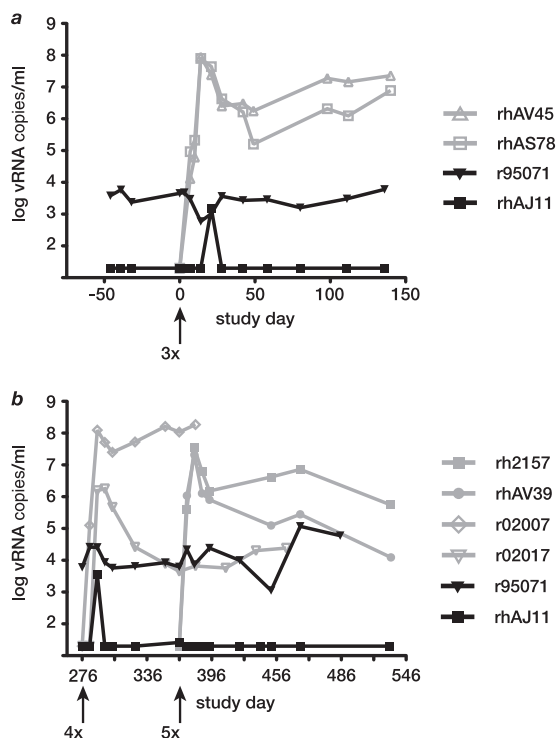 a
log vRNA copies/ml
9
8
7
6
5
4
3
2
-50 0 50 100 150
study day
3x
rhAV45
rhAS78
r95071
rhAJ11
b
log vRNA copies/ml
9
8
7
6
5
4
3
2
276 336 396 456 486 546
study day
4x 5x
rh2157
rhAV39
r02007
r02017
r95071
rhAJ11